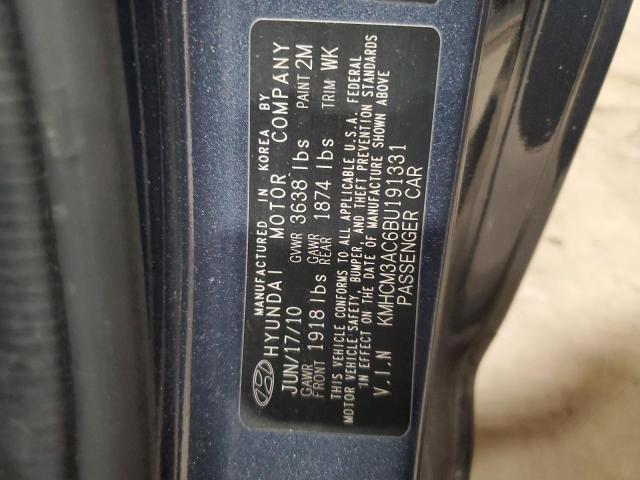 MANUFACTURED IN KOREA BY
HYUNDAI MOTOR COMPANY
JUN/17/10 GVWR 3638 lbs PAINT 2M
GAWR FRONT 1918 lbs GAWR REAR 1874 lbs TRIM WK
THIS VEHICLE CONFORMS TO ALL APPLICABLE U.S.A. FEDERAL
MOTOR VEHICLE SAFETY, BUMPER, AND THEFT PREVENTION STANDARDS
IN EFFECT ON THE DATE OF MANUFACTURE SHOWN ABOVE
V.I.N KMHCM3AC6BU191331
PASSENGER CAR